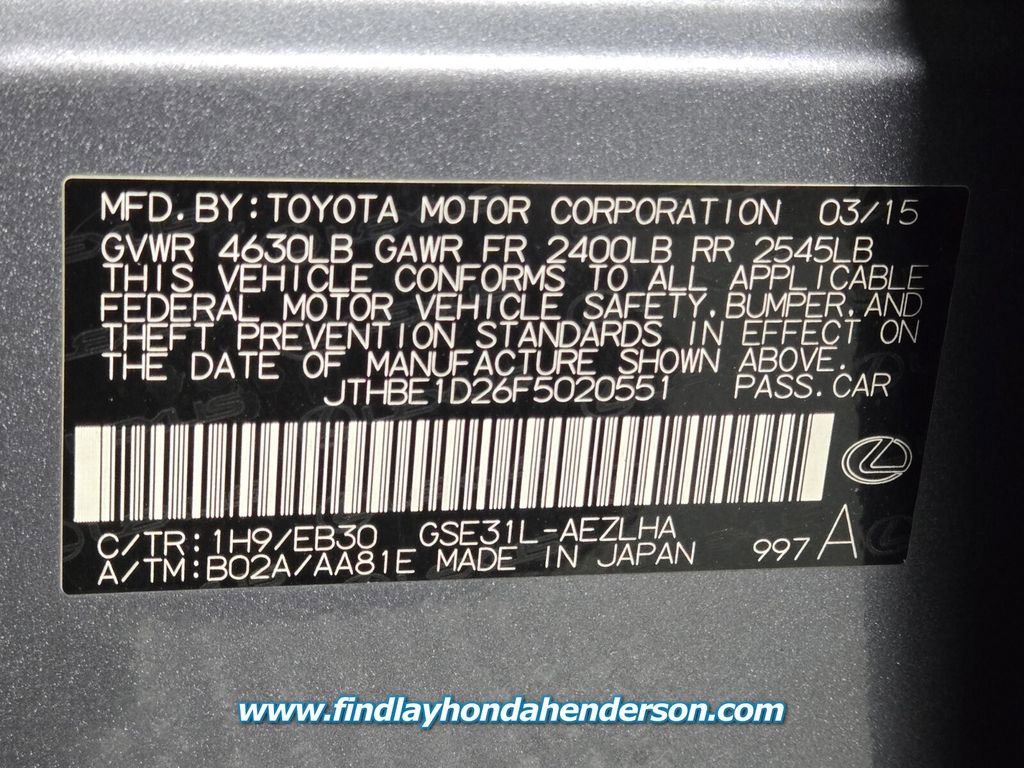 MFD.BY:TOYOTA MOTOR CORPORATION 03/15
GVWR 4630LB GAWR FR 2400LB RR 2545LB
THIS VEHICLE CONFORMS TO ALL APPLICABLE
FEDERAL MOTOR VEHICLE SAFETY,BUMPER,AND
THEFT PREVENTION STANDARDS IN EFFECT ON
THE DATE OF MANUFACTURE SHOWN ABOVE.
JTHBE1D26F5020551 PASS.CAR
C/TR:1H9/EB30 GSE31L-AEZLHA
A/TM:B02A/AA81E MADE IN JAPAN 997 A
www.findlayhondahenderson.com